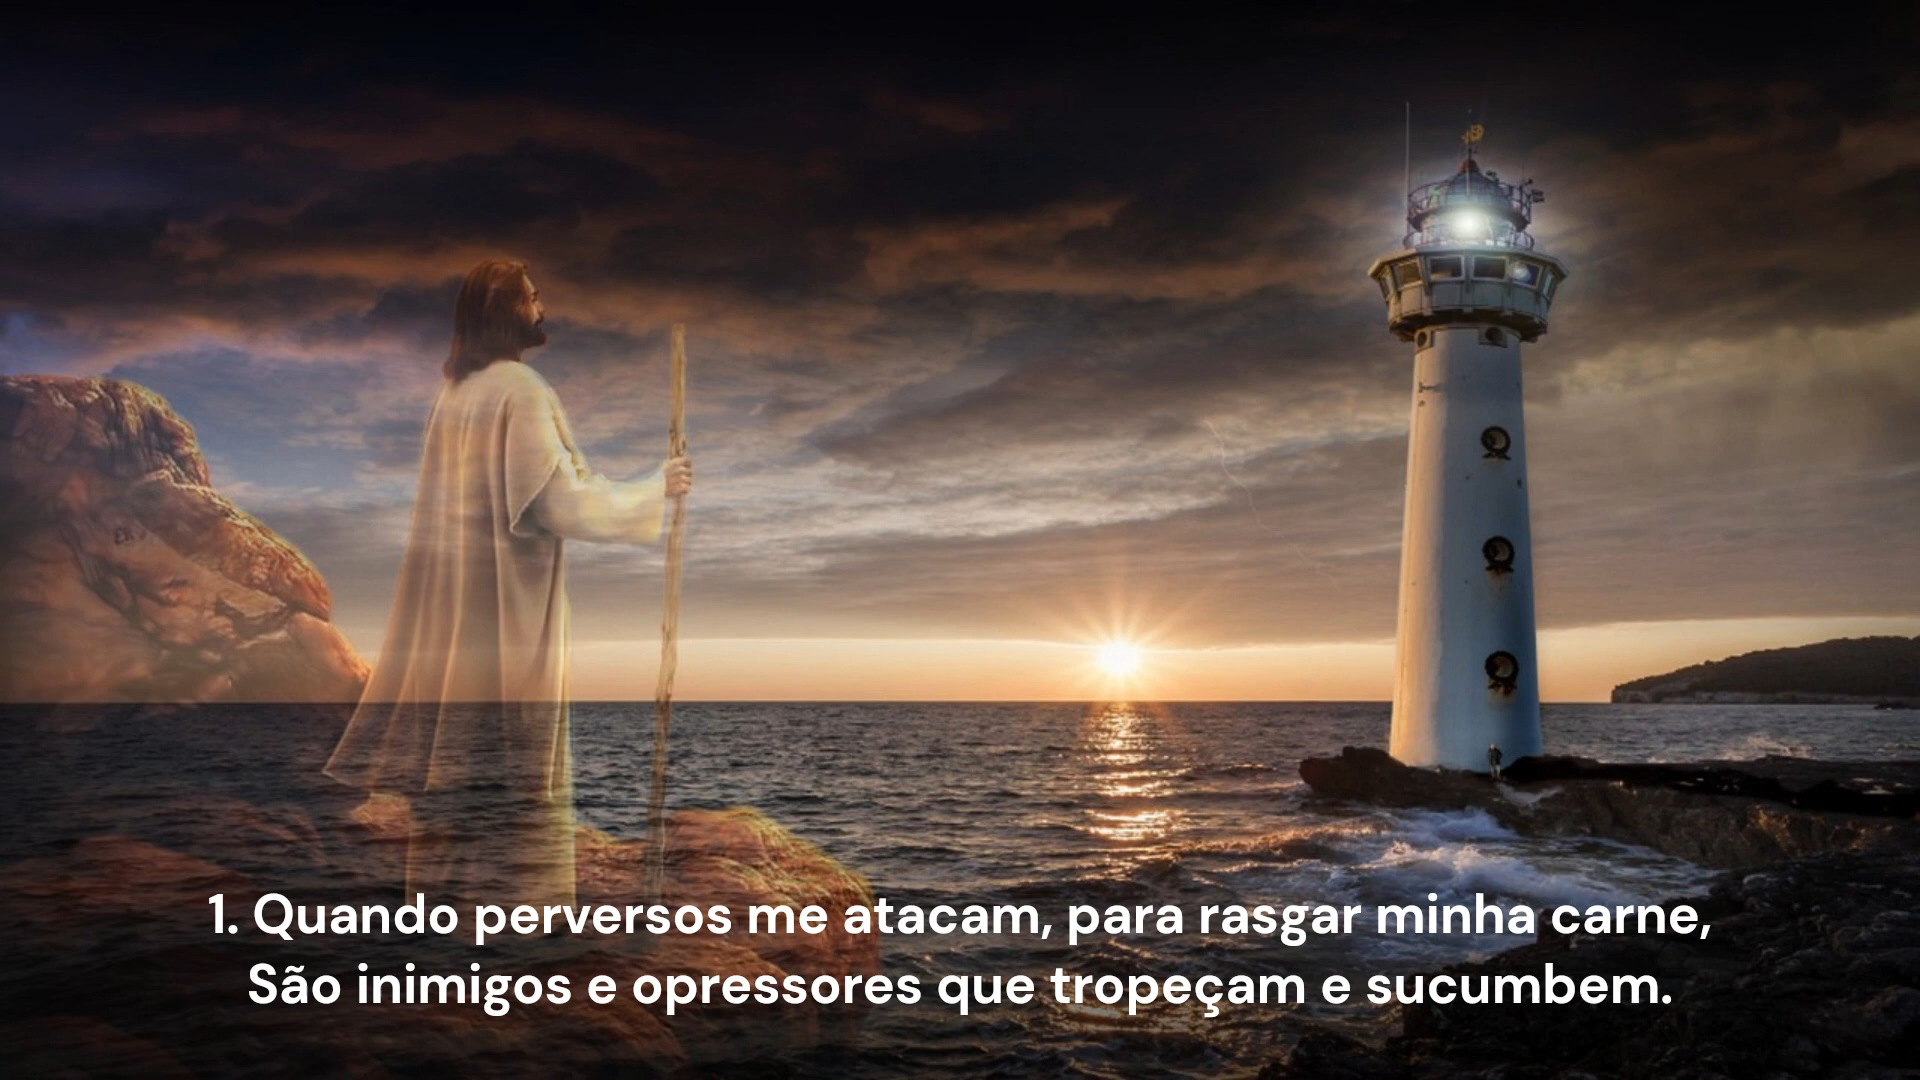 1. Quando perversos me atacam, para rasgar minha carne,
São inimigos e opressores que tropeçam e sucumbem.